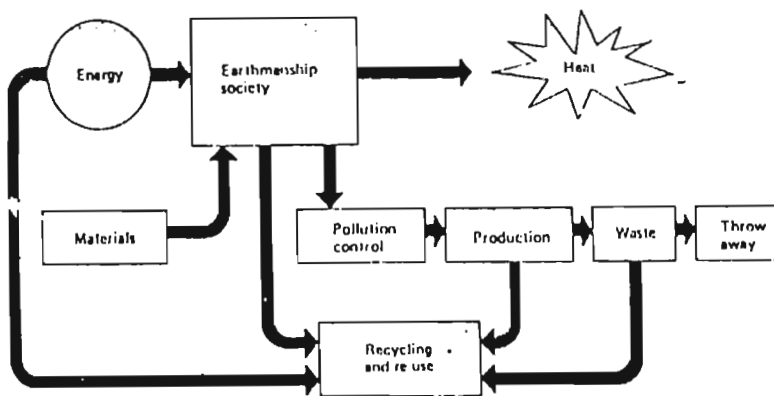 Energy
Earthmanship
society
Heat
Materials
Pollution
control
Production
Waste
Throw
away
Recycling
and re use